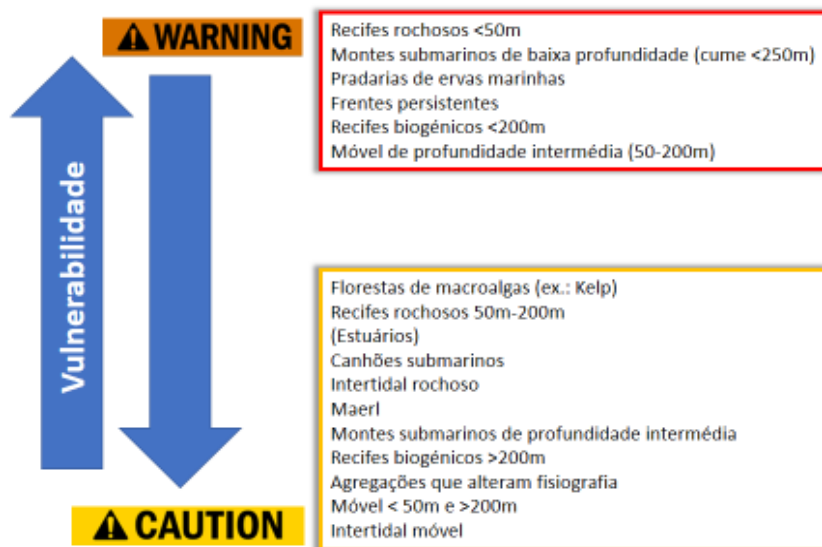 WARNING
Recifes rochosos <50m
Montes submarinos de baixa profundidade (cume <250m)
Pradarias de ervas marinhas
Frentes persistentes
Recifes biogénicos <200m
Móvel de profundidade intermédia (50-200m)
Vulnerabilidade
Florestas de macroalgas (ex.: Kelp)
Recifes rochosos 50m-200m
(Estuários)
Canhões submarinos
Intertidal rochoso
Maerl
Montes submarinos de profundidade intermédia
Recifes biogénicos >200m
Agregações que alteram fisiografia
Móvel < 50m e >200m
Intertidal móvel
CAUTION